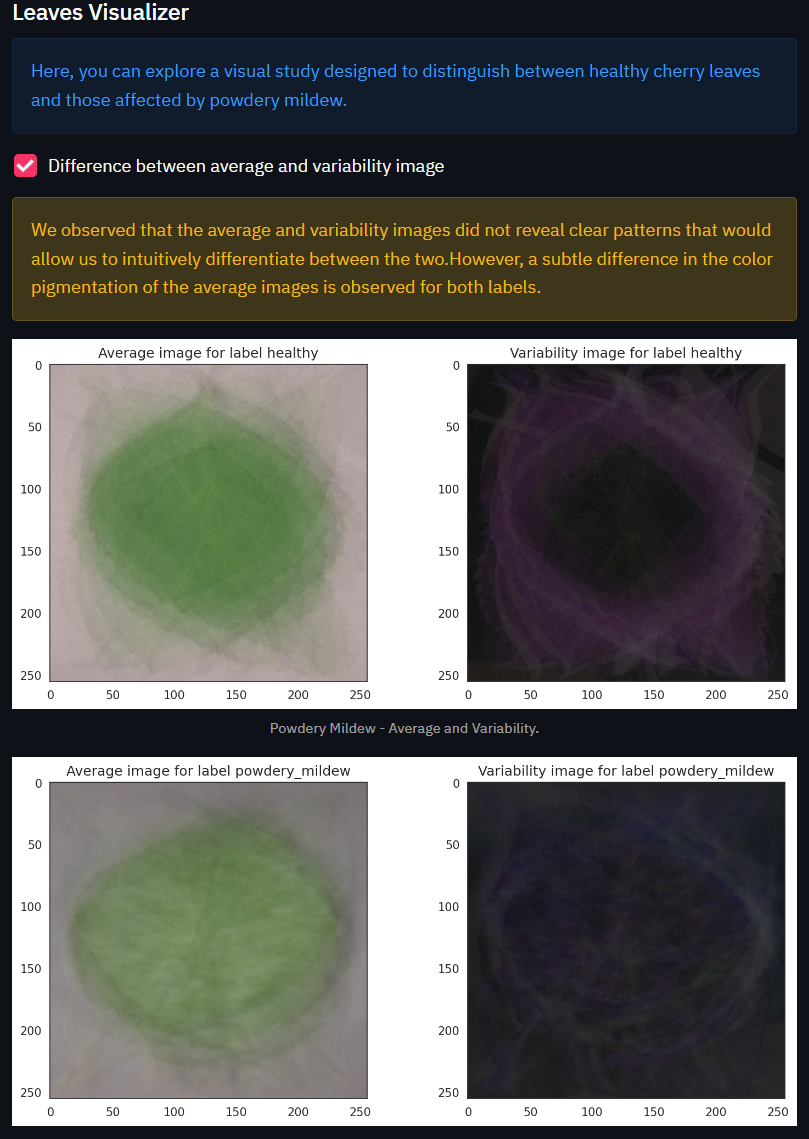 Leaves Visualizer
Here, you can explore a visual study designed to distinguish between healthy cherry leaves
and those affected by powdery mildew.
Difference between average and variability image
We observed that the average and variability images did not reveal clear patterns that would
allow us to intuitively differentiate between the two.However, a subtle difference in the color
pigmentation of the average images is observed for both labels.
Average image for label healthy
0
50
100
150
200
250
0 50 100 150 200 250
Variability image for label healthy
0
50
100
150
200
250
0 50 100 150 200 250
Powdery Mildew - Average and Variability.
Average image for label powdery_mildew
0
50
100
150
200
250
0 50 100 150 200 250
Variability image for label powdery_mildew
0
50
100
150
200
250
0 50 100 150 200 250